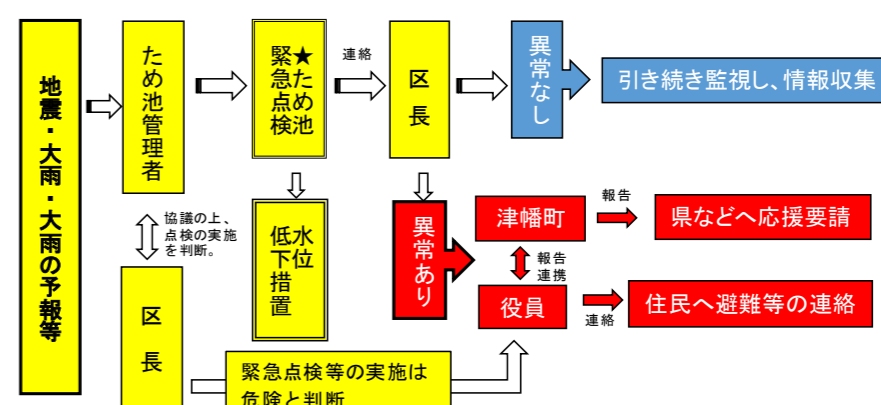 地震・大雨・大雨の予報等
ため池管理者
★ため池
緊急点検
連絡
区長
異常なし
引き続き監視し、情報収集
協議の上、
点検の実施
を判断。
水位
低下措置
異常あり
津幡町
報告
県などへ応援要請
報告
連携
役員
連絡
住民へ避難等の連絡
区長
緊急点検等の実施は
危険と判断